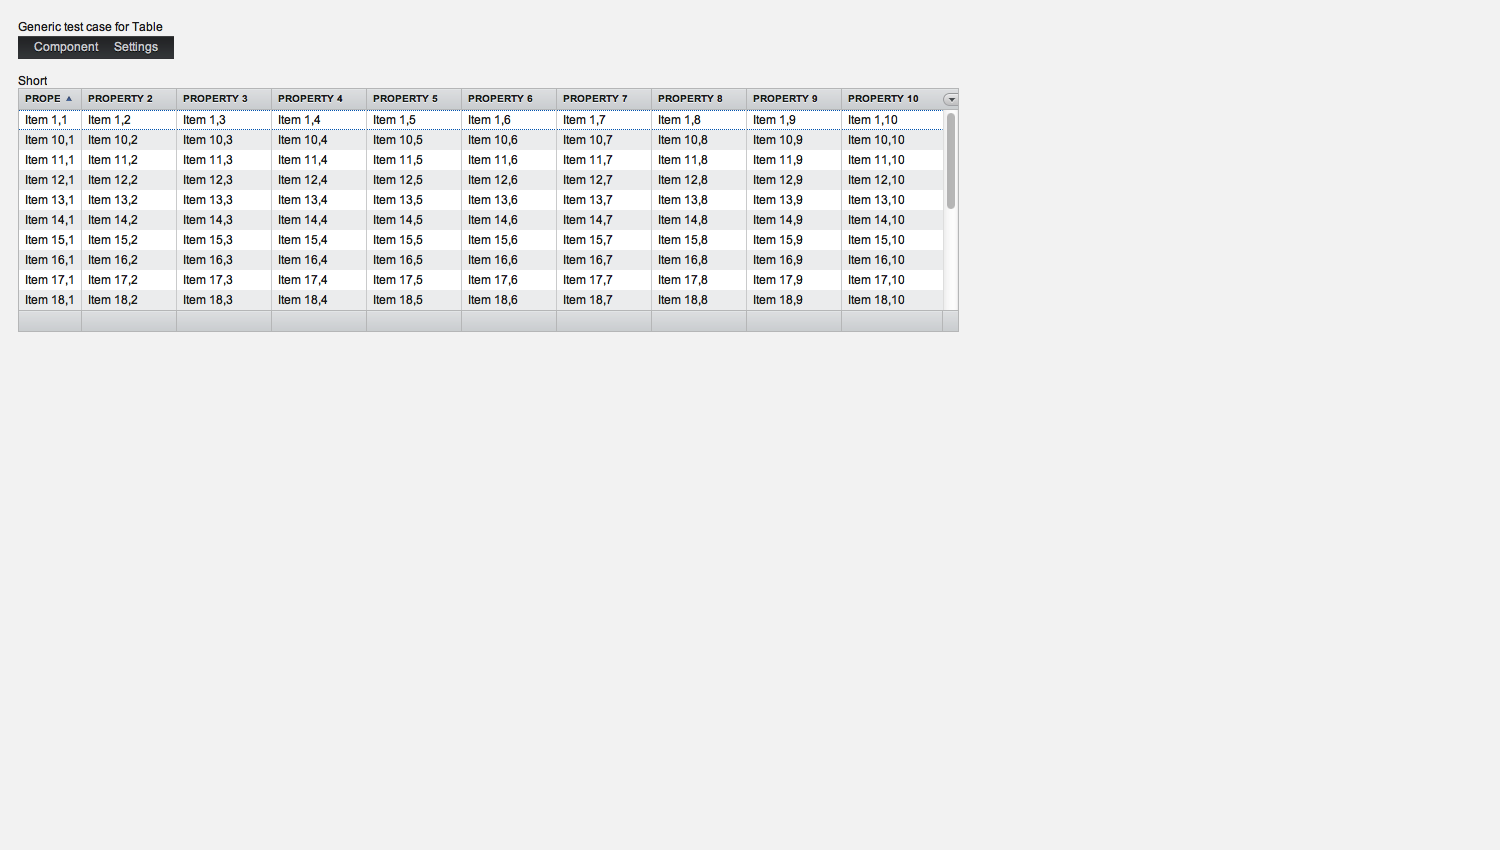 Generic test case for Table
Component Settings
Short
PROPE PROPERTY 2 PROPERTY 3 PROPERTY 4 PROPERTY 5 PROPERTY 6 PROPERTY 7 PROPERTY 8 PROPERTY 9 PROPERTY 10
Item 1,1 Item 1,2 Item 1,3 Item 1,4 Item 1,5 Item 1,6 Item 1,7 Item 1,8 Item 1,9 Item 1,10
Item 10,1 Item 10,2 Item 10,3 Item 10,4 Item 10,5 Item 10,6 Item 10,7 Item 10,8 Item 10,9 Item 10,10
Item 11,1 Item 11,2 Item 11,3 Item 11,4 Item 11,5 Item 11,6 Item 11,7 Item 11,8 Item 11,9 Item 11,10
Item 12,1 Item 12,2 Item 12,3 Item 12,4 Item 12,5 Item 12,6 Item 12,7 Item 12,8 Item 12,9 Item 12,10
Item 13,1 Item 13,2 Item 13,3 Item 13,4 Item 13,5 Item 13,6 Item 13,7 Item 13,8 Item 13,9 Item 13,10
Item 14,1 Item 14,2 Item 14,3 Item 14,4 Item 14,5 Item 14,6 Item 14,7 Item 14,8 Item 14,9 Item 14,10
Item 15,1 Item 15,2 Item 15,3 Item 15,4 Item 15,5 Item 15,6 Item 15,7 Item 15,8 Item 15,9 Item 15,10
Item 16,1 Item 16,2 Item 16,3 Item 16,4 Item 16,5 Item 16,6 Item 16,7 Item 16,8 Item 16,9 Item 16,10
Item 17,1 Item 17,2 Item 17,3 Item 17,4 Item 17,5 Item 17,6 Item 17,7 Item 17,8 Item 17,9 Item 17,10
Item 18,1 Item 18,2 Item 18,3 Item 18,4 Item 18,5 Item 18,6 Item 18,7 Item 18,8 Item 18,9 Item 18,10